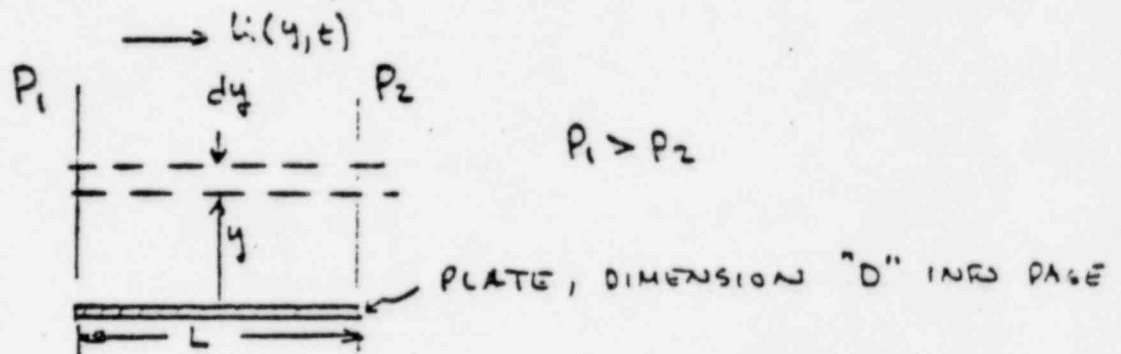 u(y,t)
P1 dy P2
P1 > P2
y
PLATE, DIMENSION "D" INTO PAGE
L